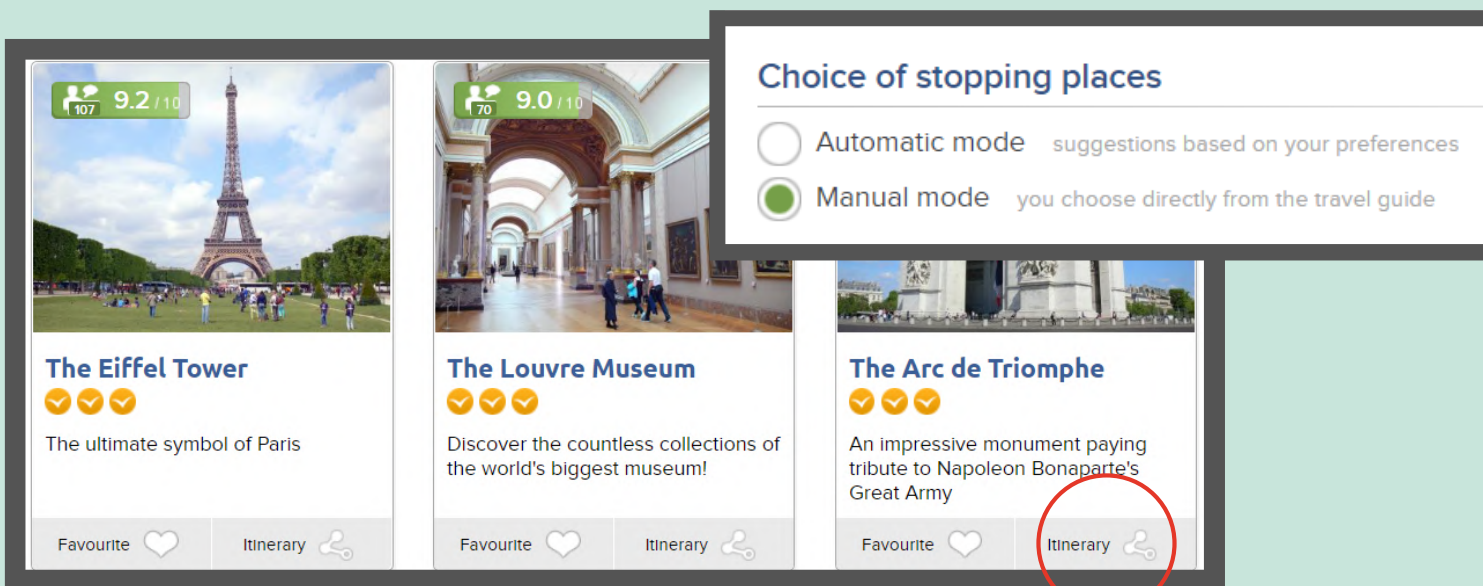 107 9.2 / 10
70 9.0 / 10
Choice of stopping places
Automatic mode suggestions based on your preferences
Manual mode you choose directly from the travel guide
The Eiffel Tower
The ultimate symbol of Paris
Favourite Itinerary
The Louvre Museum
Discover the countless collections of
the world's biggest museum!
Favourite Itinerary
The Arc de Triomphe
An impressive monument paying
tribute to Napoleon Bonaparte's
Great Army
Favourite Itinerary